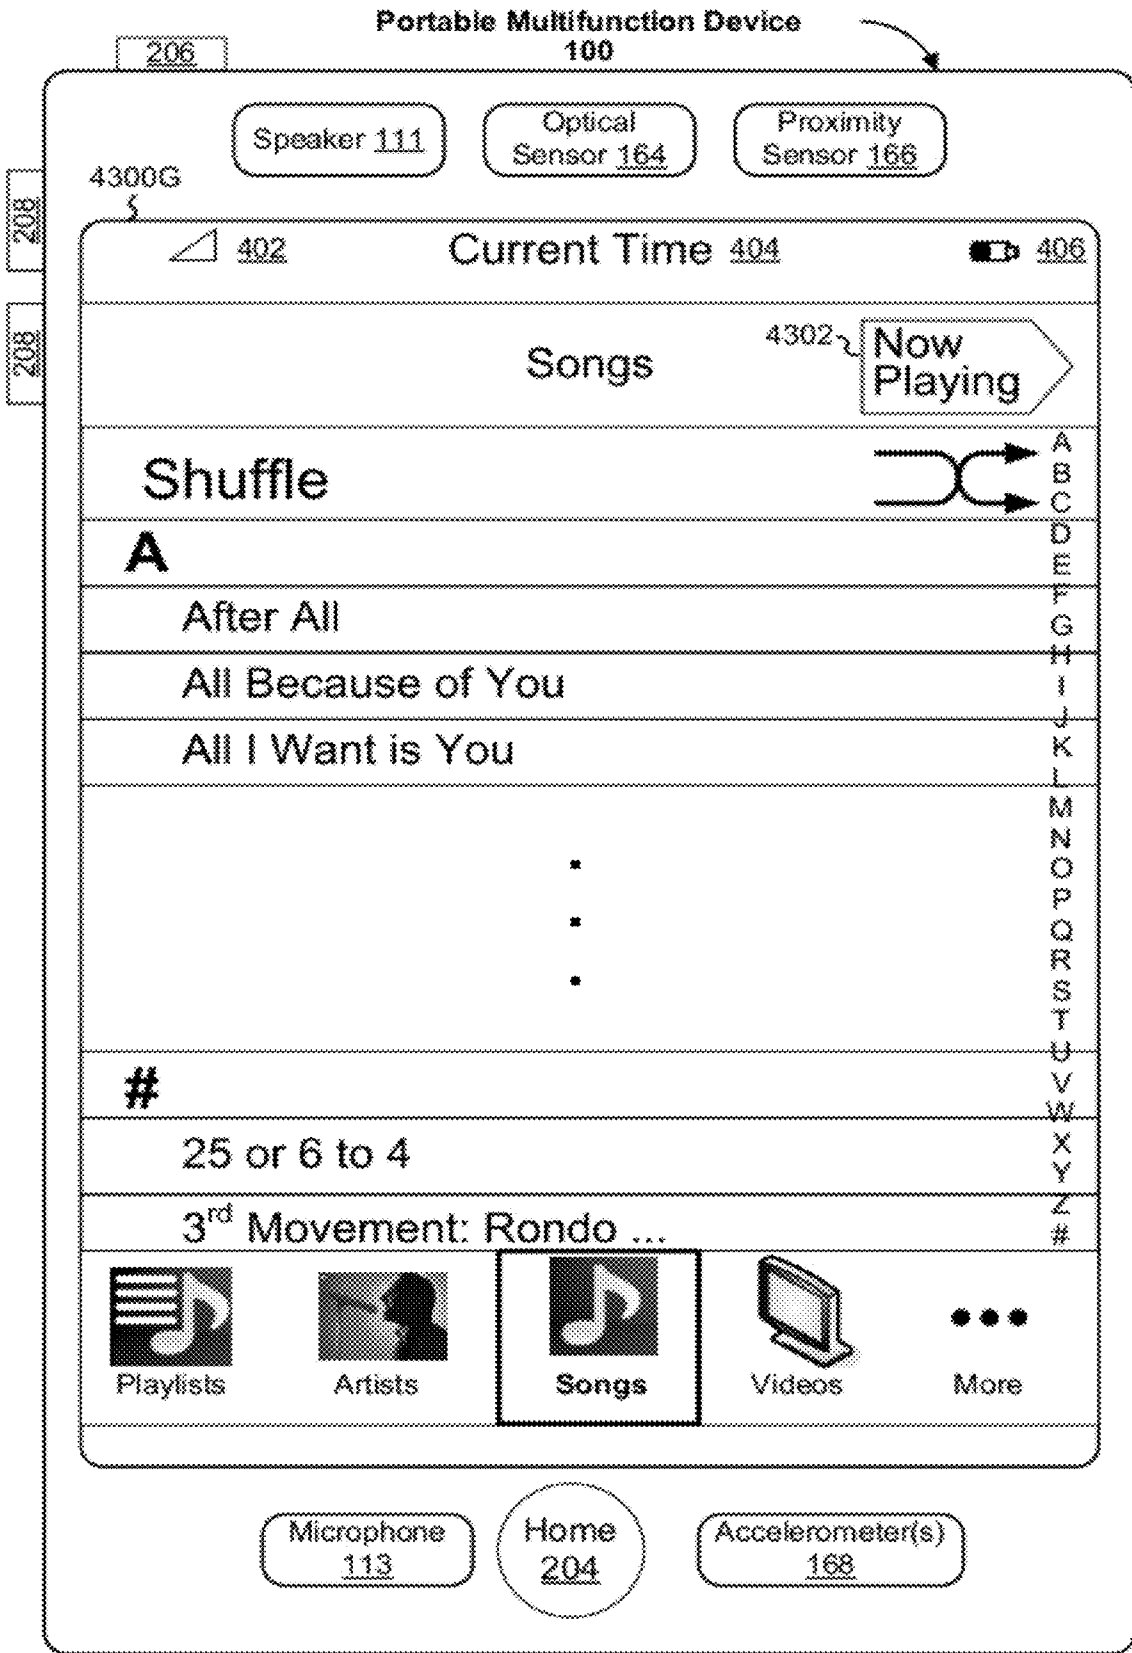 Portable Multifunction Device
100
206
Speaker 111
Optical
Sensor 164
Proximity
Sensor 166
4300G
208
208
402
Current Time 404
406
Songs
4302
Now
Playing
Shuffle
A
After All
All Because of You
All I Want is You
#
25 or 6 to 4
3rd Movement: Rondo ...
A
B
C
D
E
F
G
H
I
J
K
L
M
N
O
P
Q
R
S
T
U
V
W
X
Y
Z
#
Playlists
Artists
Songs
Videos
More
Microphone
113
Home
204
Accelerometer(s)
168